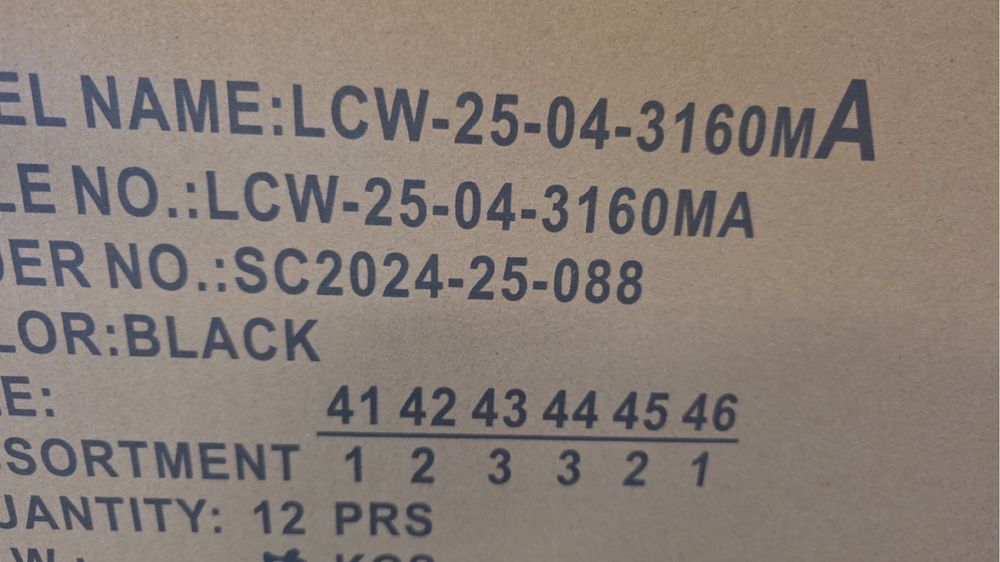 EL NAME:LCW-25-04-3160MA
LE NO.:LCW-25-04-3160MA
DER NO.:SC2024-25-088
LOR:BLACK
E:
41 42 43 44 45 46
SORTMENT 1 2 3 3 2 1
UANTITY: 12 PRS
W.: KGS